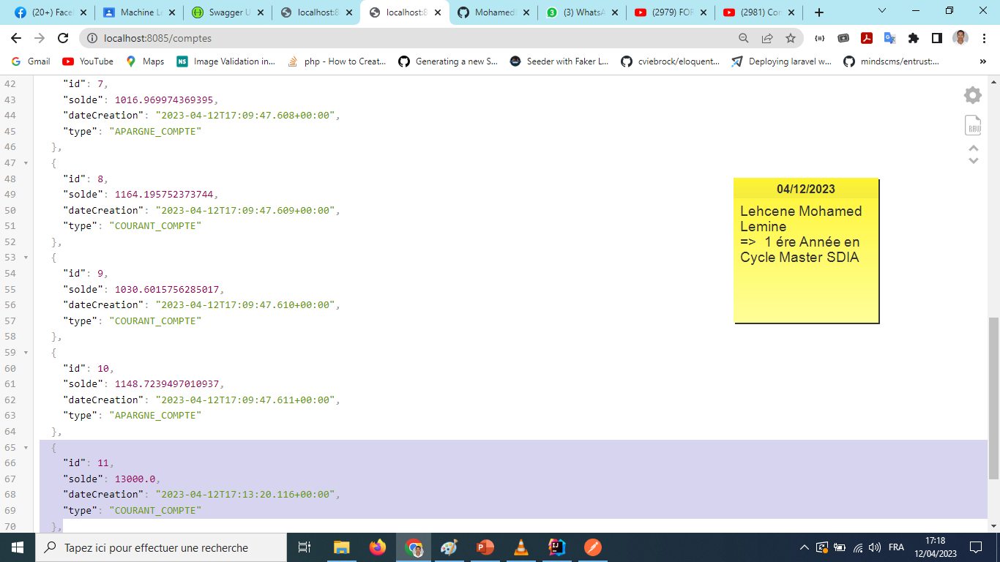 (20+) Face
Machine Le
Swagger U
localhost:8
localhost:8
MohamedL
(3) WhatsA
(2979) FOR
(2981) Con
localhost:8085/comptes
Gmail
YouTube
Maps
NS
Image Validation in...
php - How to Creat...
Generating a new S...
Seeder with Faker L...
cviebrock/eloquent...
Deploying laravel w...
mindscms/entrust:...
»
42 "id": 7,
43 "solde": 1016.969974369395,
44 "dateCreation": "2023-04-12T17:09:47.608+00:00",
45 "type": "APARGNE_COMPTE"
46 },
47 {
48 "id": 8,
49 "solde": 1164.195752373744,
50 "dateCreation": "2023-04-12T17:09:47.609+00:00",
51 "type": "COURANT_COMPTE"
52 },
53 {
54 "id": 9,
55 "solde": 1030.6015756285017,
56 "dateCreation": "2023-04-12T17:09:47.610+00:00",
57 "type": "COURANT_COMPTE"
58 },
59 {
60 "id": 10,
61 "solde": 1148.7239497010937,
62 "dateCreation": "2023-04-12T17:09:47.611+00:00",
63 "type": "APARGNE_COMPTE"
64 },
65 {
66 "id": 11,
67 "solde": 13000.0,
68 "dateCreation": "2023-04-12T17:13:20.116+00:00",
69 "type": "COURANT_COMPTE"
70 },
RAW
04/12/2023
Lehcene Mohamed
Lemine
=> 1 ére Année en
Cycle Master SDIA
Tapez ici pour effectuer une recherche
FRA
17:18
12/04/2023